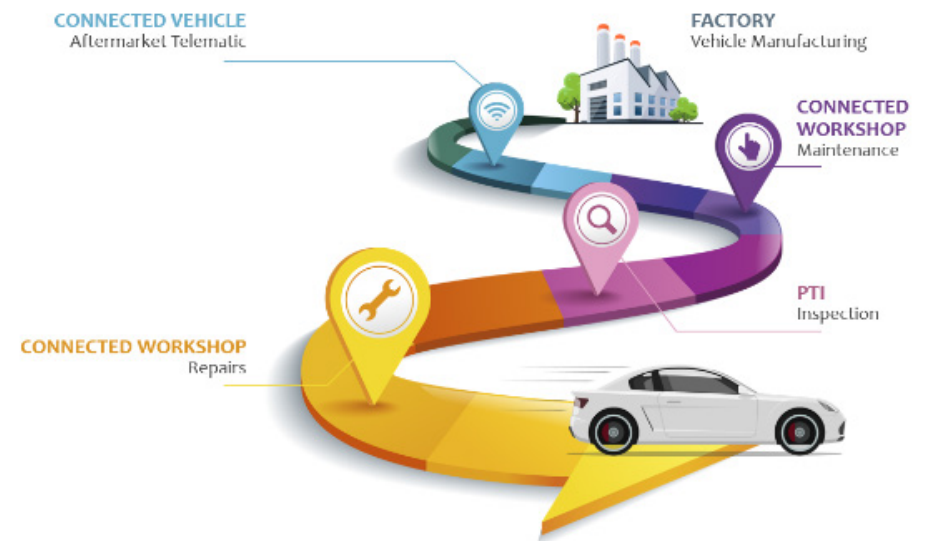 CONNECTED VEHICLE
Aftermarket Telematic
FACTORY
Vehicle Manufacturing
CONNECTED
WORKSHOP
Maintenance
PTI
Inspection
CONNECTED WORKSHOP
Repairs